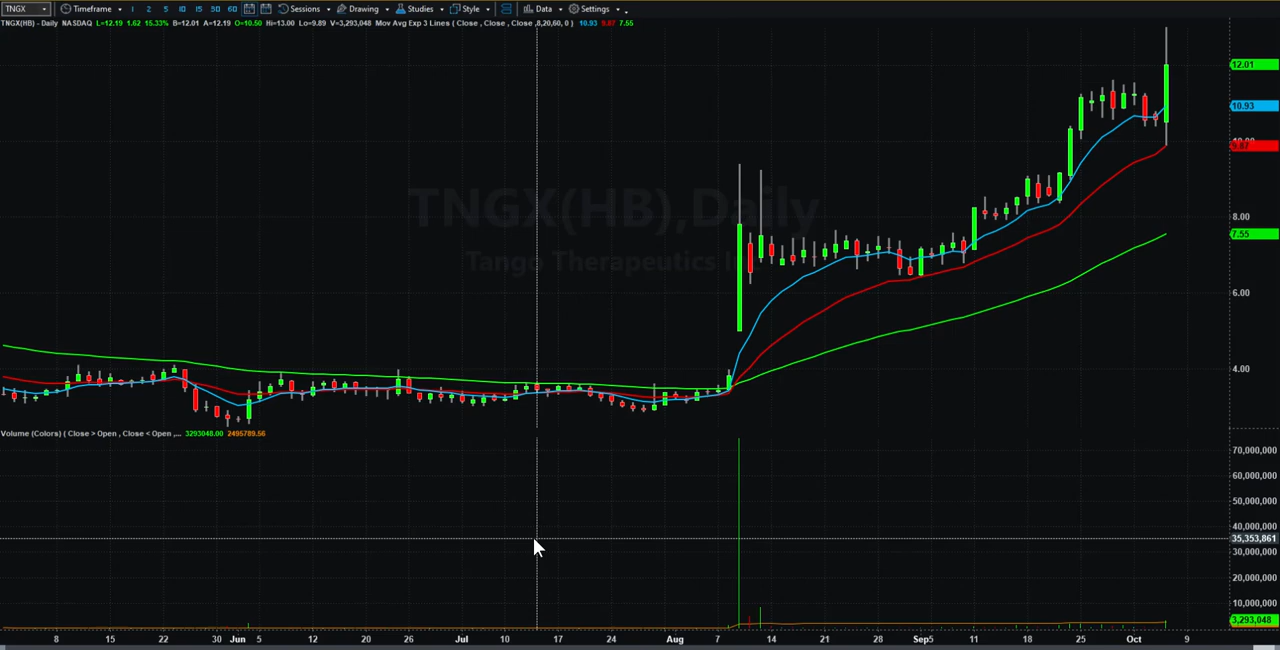 TNGX Timeframe 1 2 5 10 15 30 60 Sessions Drawing Studies Style Data Settings
TNGX(HB) - Daily NASDAQ L=12.19 1.62 15.33% B=12.01 A=12.19 O=10.50 Hi=13.00 Lo=9.89 V=3,293,048 Mov Avg Exp 3 Lines ( Close , Close , Close ,8,20,60, 0 ) 10.93 9.87 7.55
12.01
10.93
10.00
9.87
TNGX(HB),Daily
8.00
7.55
Tango Therapeutics Inc
6.00
4.00
Volume (Colors) ( Close > Open , Close < Open ,... 3293048.00 2495789.56
70,000,000
60,000,000
50,000,000
40,000,000
35,353,861
30,000,000
20,000,000
10,000,000
3,293,048
8 15 22 30 Jun 5 12 20 26 Jul 10 17 24 Aug 7 14 21 28 Sep5 11 18 25 Oct 9